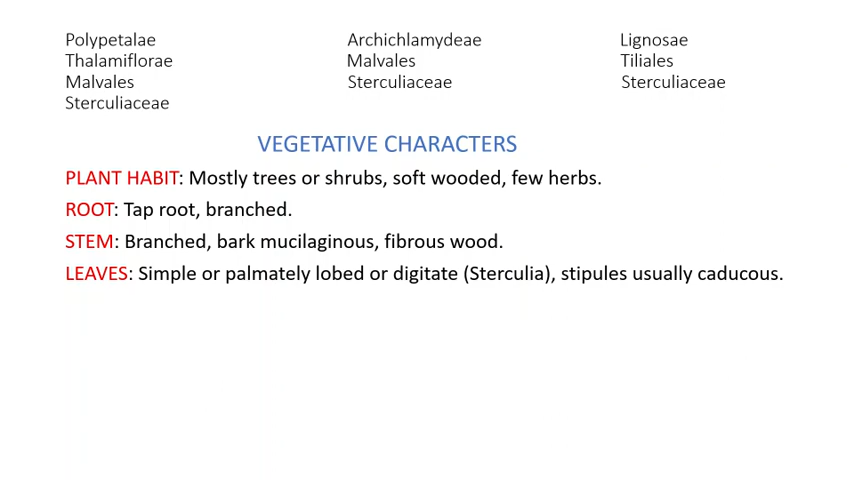 Polypetalae
Thalamiflorae
Malvales
Sterculiaceae
Archichlamydeae
Malvales
Sterculiaceae
Lignosae
Tiliales
Sterculiaceae
VEGETATIVE CHARACTERS
PLANT HABIT: Mostly trees or shrubs, soft wooded, few herbs.
ROOT: Tap root, branched.
STEM: Branched, bark mucilaginous, fibrous wood.
LEAVES: Simple or palmately lobed or digitate (Sterculia), stipules usually caducous.